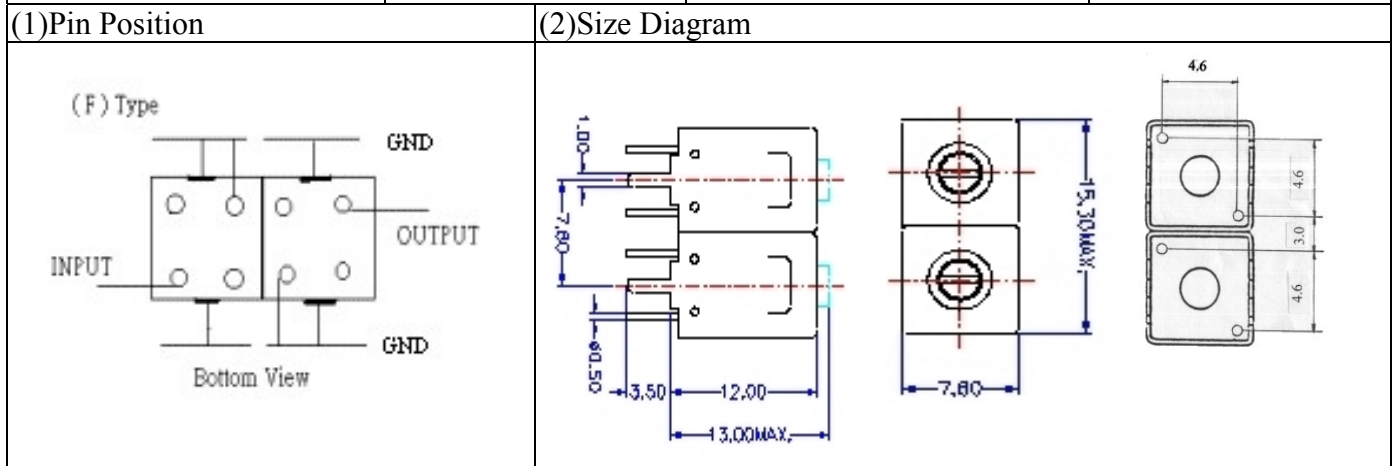 (1)Pin Position
(2)Size Diagram
(F) Type
GND
OUTPUT
INPUT
GND
Bottom View
1,00
7,80
ø0,50
3,50
12,00
13,00MAX,
15,30MAX,
7,80
4.6
4.6
3.0
4.6